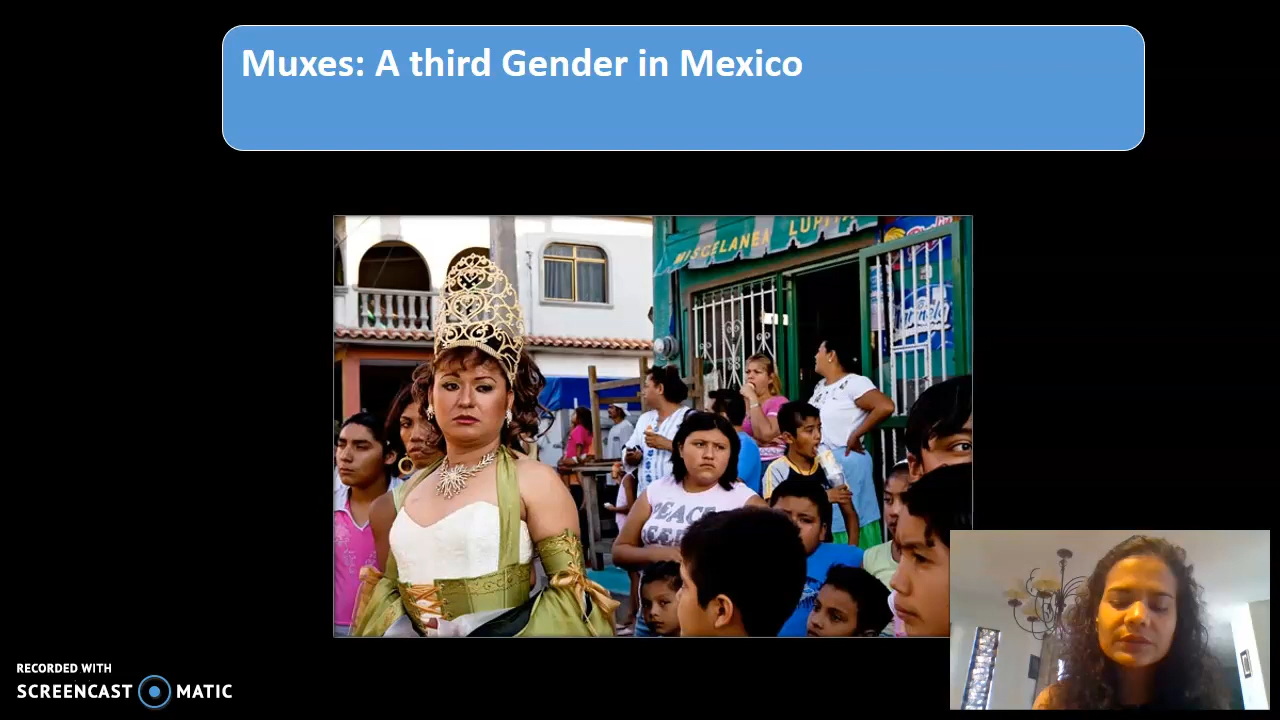 Muxes: A third Gender in Mexico
MISCELANEA LUPITA
PEACE
RECORDED WITH
SCREENCAST MATIC